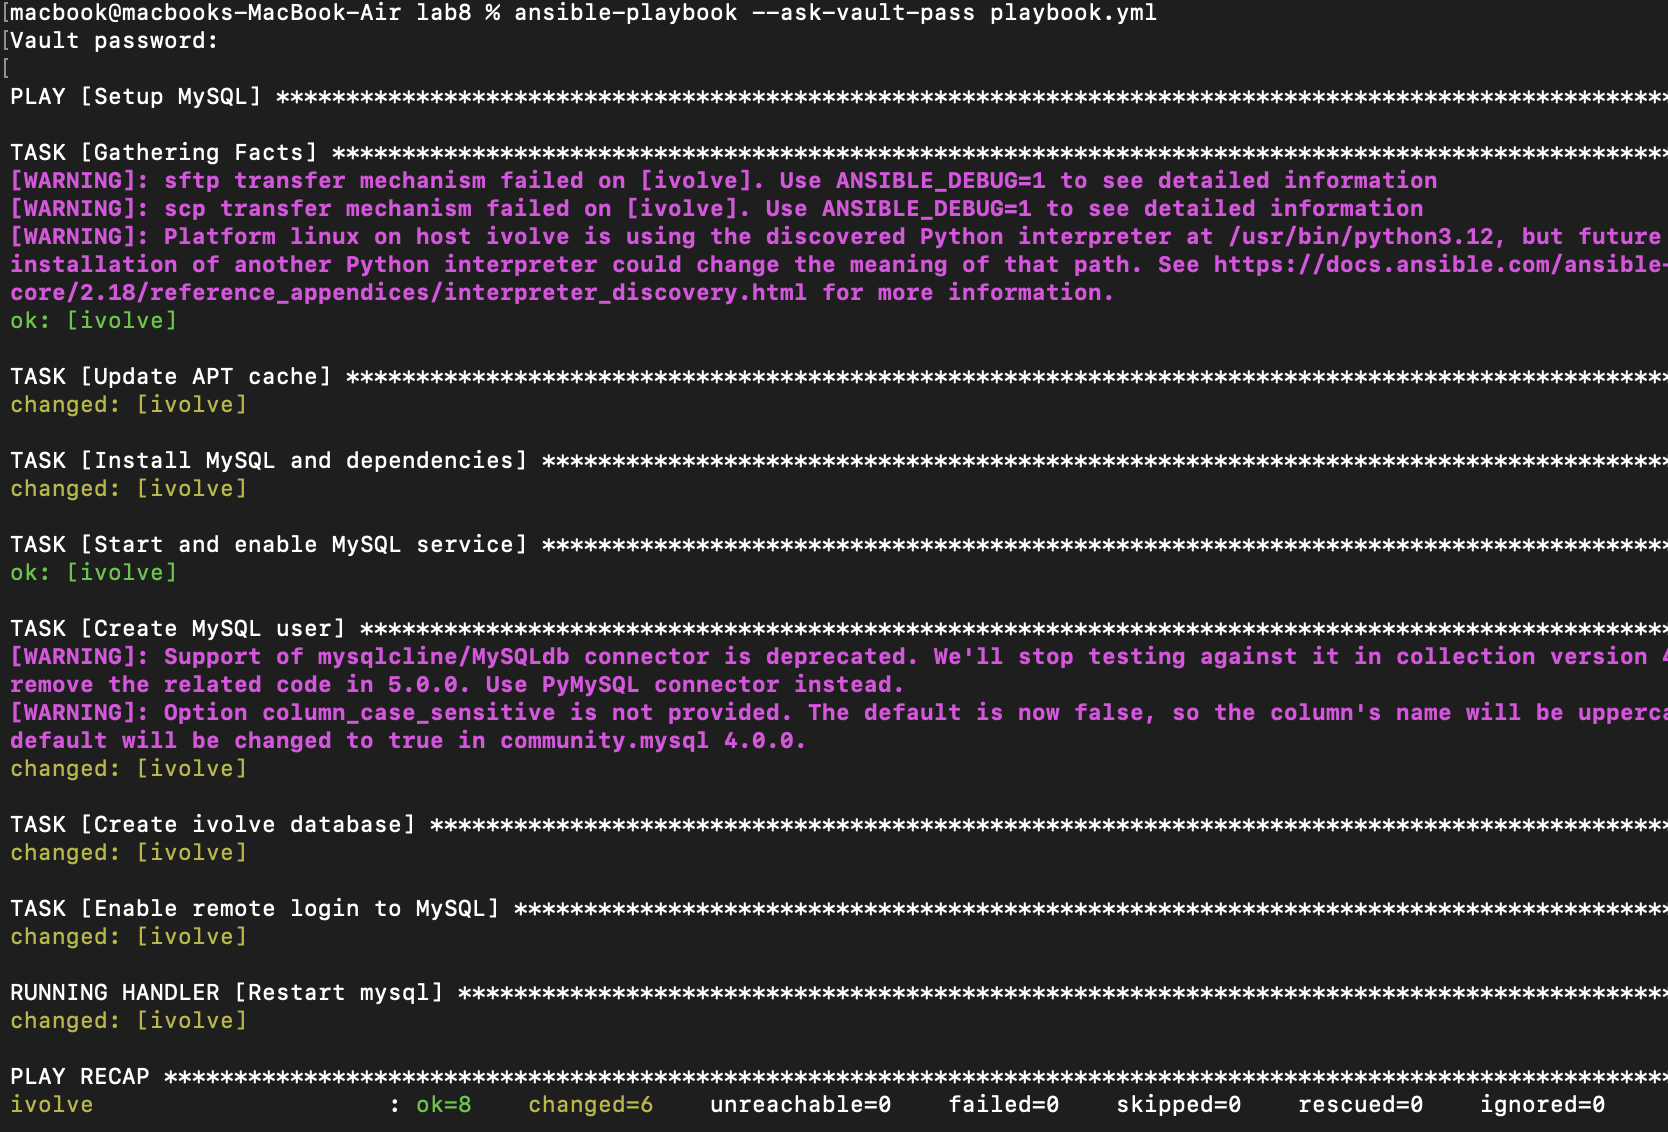 [macbook@macbooks-MacBook-Air lab8 % ansible-playbook --ask-vault-pass playbook.yml
[Vault password:
[
PLAY [Setup MySQL] ***************************************************************************************************
TASK [Gathering Facts] ***********************************************************************************************
[WARNING]: sftp transfer mechanism failed on [ivolve]. Use ANSIBLE_DEBUG=1 to see detailed information
[WARNING]: scp transfer mechanism failed on [ivolve]. Use ANSIBLE_DEBUG=1 to see detailed information
[WARNING]: Platform linux on host ivolve is using the discovered Python interpreter at /usr/bin/python3.12, but future
installation of another Python interpreter could change the meaning of that path. See https://docs.ansible.com/ansible-
core/2.18/reference_appendices/interpreter_discovery.html for more information.
ok: [ivolve]
TASK [Update APT cache] **********************************************************************************************
changed: [ivolve]
TASK [Install MySQL and dependencies] ********************************************************************************
changed: [ivolve]
TASK [Start and enable MySQL service] ********************************************************************************
ok: [ivolve]
TASK [Create MySQL user] *********************************************************************************************
[WARNING]: Support of mysqlcline/MySQLdb connector is deprecated. We'll stop testing against it in collection version
remove the related code in 5.0.0. Use PyMySQL connector instead.
[WARNING]: Option column_case_sensitive is not provided. The default is now false, so the column's name will be
default will be changed to true in community.mysql 4.0.0.
changed: [ivolve]
TASK [Create ivolve database] ****************************************************************************************
changed: [ivolve]
TASK [Enable remote login to MySQL] **********************************************************************************
changed: [ivolve]
RUNNING HANDLER [Restart mysql] **************************************************************************************
changed: [ivolve]
PLAY RECAP ***********************************************************************************************************
ivolve                     : ok=8    changed=6    unreachable=0    failed=0    skipped=0    rescued=0    ignored=0